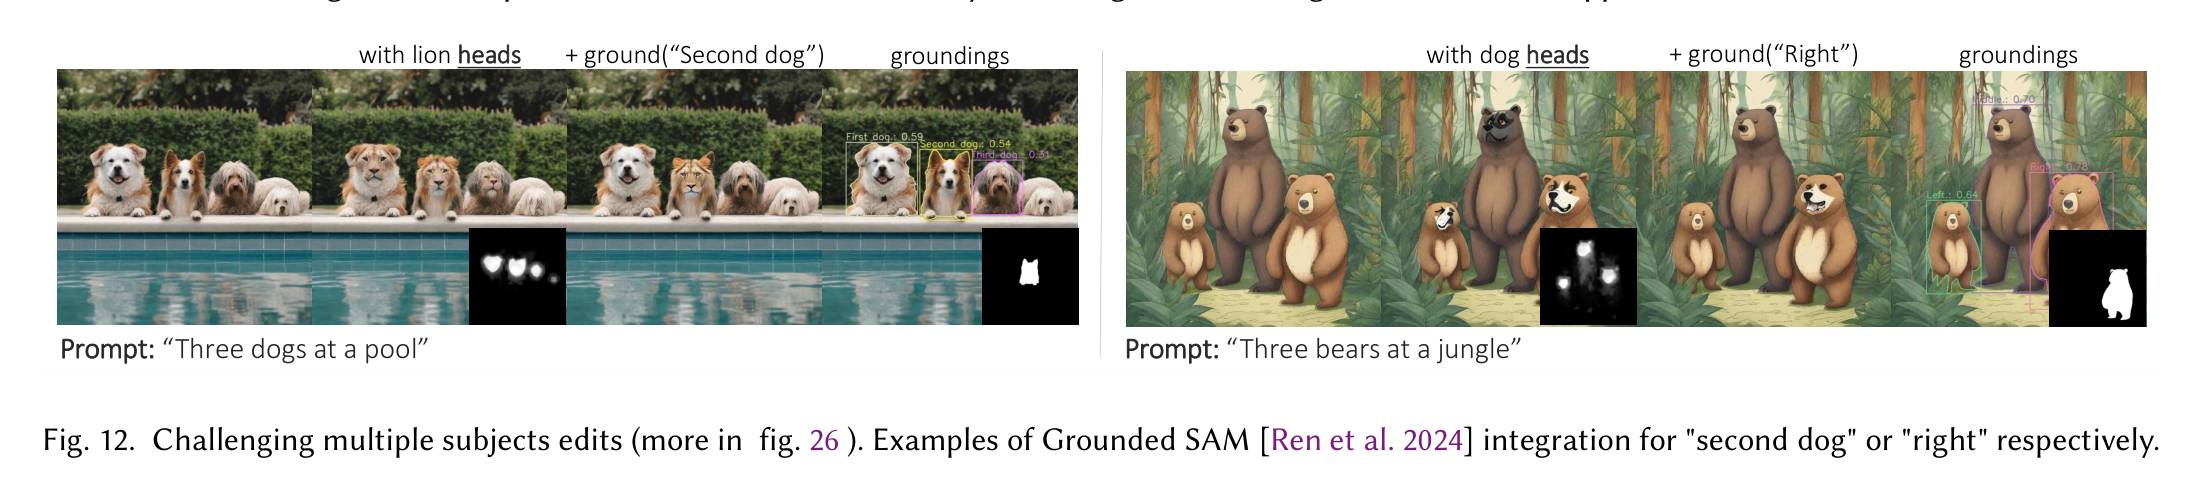 with lion heads
+ ground(“Second dog”)
groundings
First dog.: 0.59
Second dog.: 0.54
Third dog.: 0.31
Prompt: “Three dogs at a pool”
with dog heads
+ ground(“Right”)
groundings
0.70
Left.: 0.64
Right.: 0.78
Prompt: “Three bears at a jungle”
Fig. 12. Challenging multiple subjects edits (more in fig. 26 ). Examples of Grounded SAM [Ren et al. 2024] integration for "second dog" or "right" respectively.